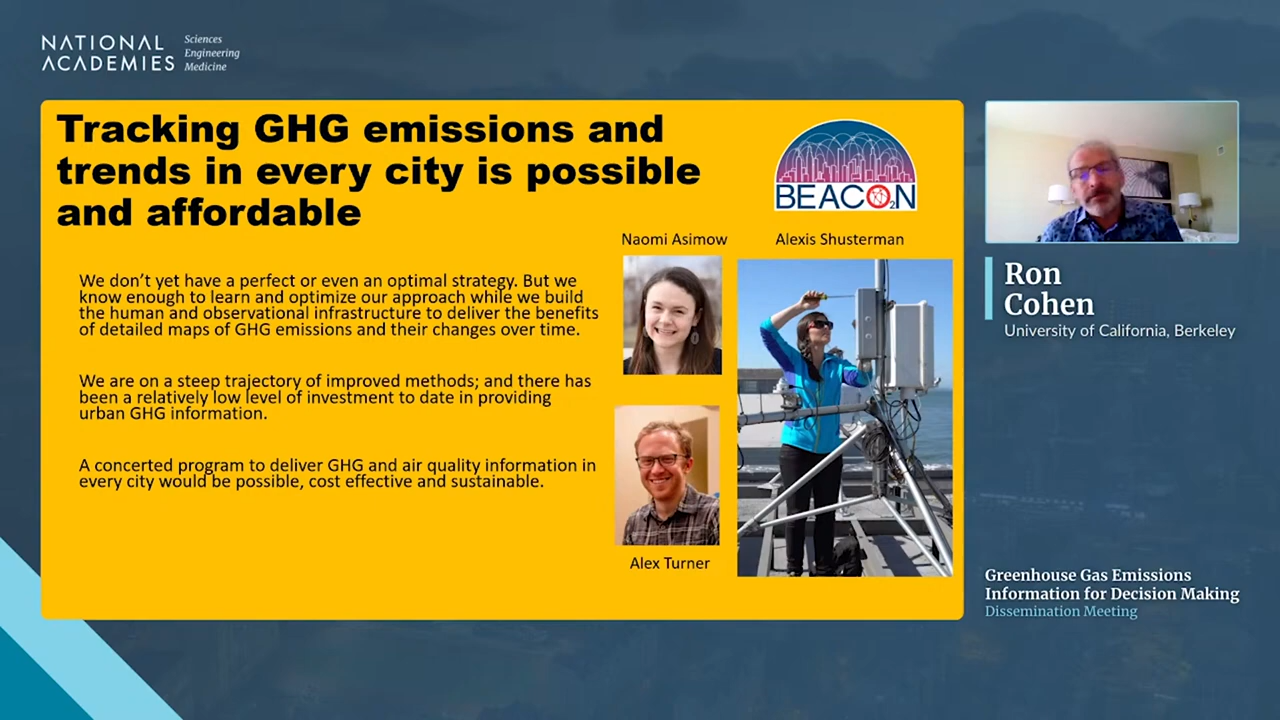 NATIONAL
ACADEMIES
Sciences
Engineering
Medicine
Tracking GHG emissions and
trends in every city is possible
and affordable
BEACO2N
Naomi Asimow
Alexis Shusterman
We don’t yet have a perfect or even an optimal strategy. But we
know enough to learn and optimize our approach while we build
the human and observational infrastructure to deliver the benefits
of detailed maps of GHG emissions and their changes over time.
We are on a steep trajectory of improved methods; and there has
been a relatively low level of investment to date in providing
urban GHG information.
A concerted program to deliver GHG and air quality information in
every city would be possible, cost effective and sustainable.
Alex Turner
Ron
Cohen
University of California, Berkeley
Greenhouse Gas Emissions
Information for Decision Making
Dissemination Meeting